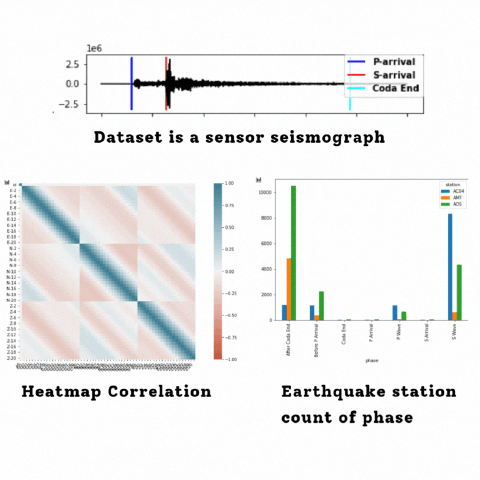 1e6
2.5
0.0
−2.5
P-arrival
S-arrival
Coda End
Dataset is a sensor seismograph
1.00
0.75
0.50
0.25
0.00
−0.25
−0.50
−0.75
−1.00
Heatmap Correlation
station
AC04
AMT
AOS
10000
8000
6000
4000
2000
0
After Coda End
Before P Arrival
Coda End
P Arrival
P Wave
S Arrival
S Wave
phase
Earthquake station
count of phase